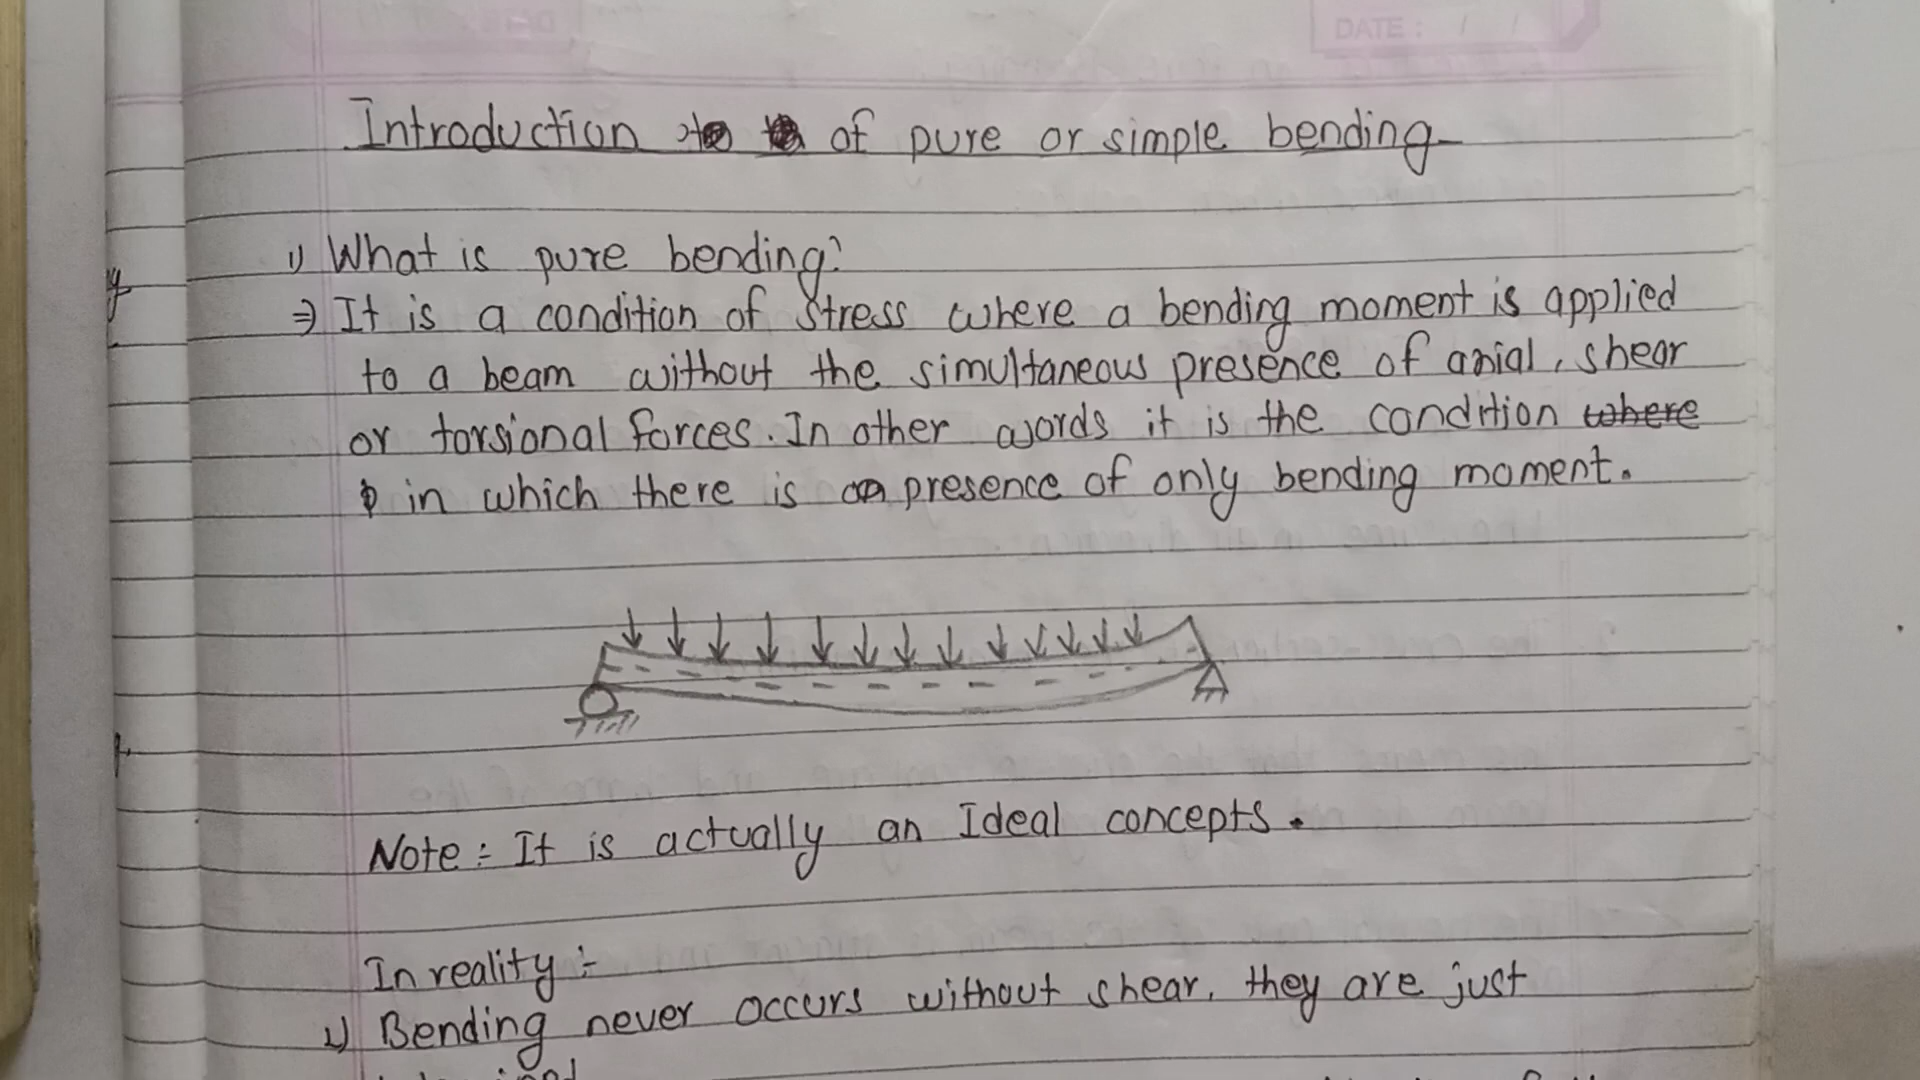 DATE : / /
Introduction to of pure or simple bending
1) What is pure bending?
⇒ It is a condition of stress where a bending moment is applied
to a beam without the simultaneous presence of axial, shear
or torsional forces. In other words it is the condition where
in which there is presence of only bending moment.
Note :- It is actually an Ideal concepts.
In reality :-
1) Bending never occurs without shear, they are just